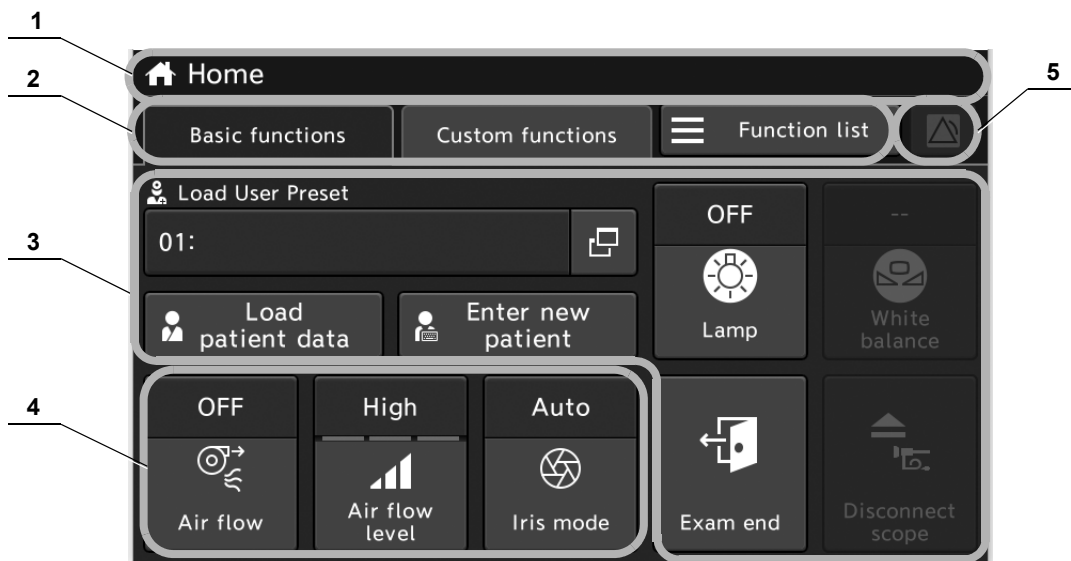 1
Home
2
5
Basic functions
Custom functions
Function list
Load User Preset
01:
OFF
--
3
Load
patient data
Enter new
patient
Lamp
White
balance
4
OFF
High
Auto
Air flow
Air flow
level
Iris mode
Exam end
Disconnect
scope